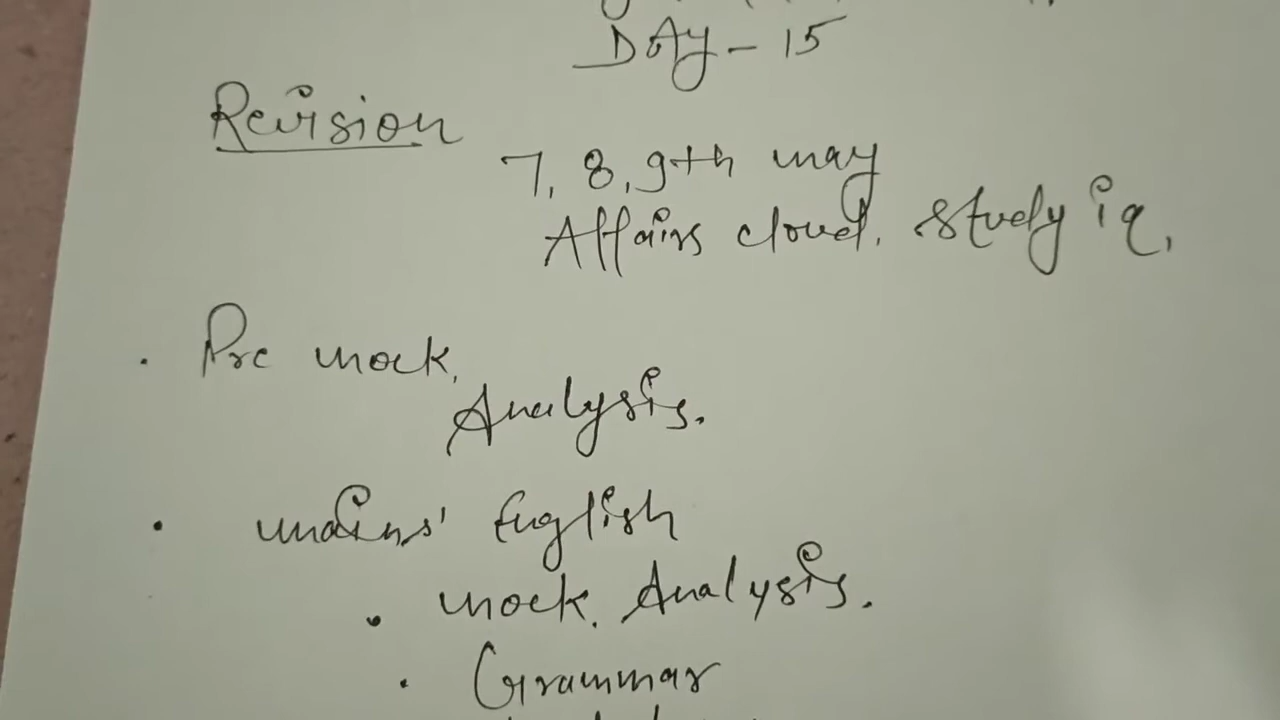 DAy - 15
Revision
7, 8, 9th may
Affairs cloud, study iq,
. Pre mock,
Analysis.
. mains' English
. mock, Analysis.
. Grammar